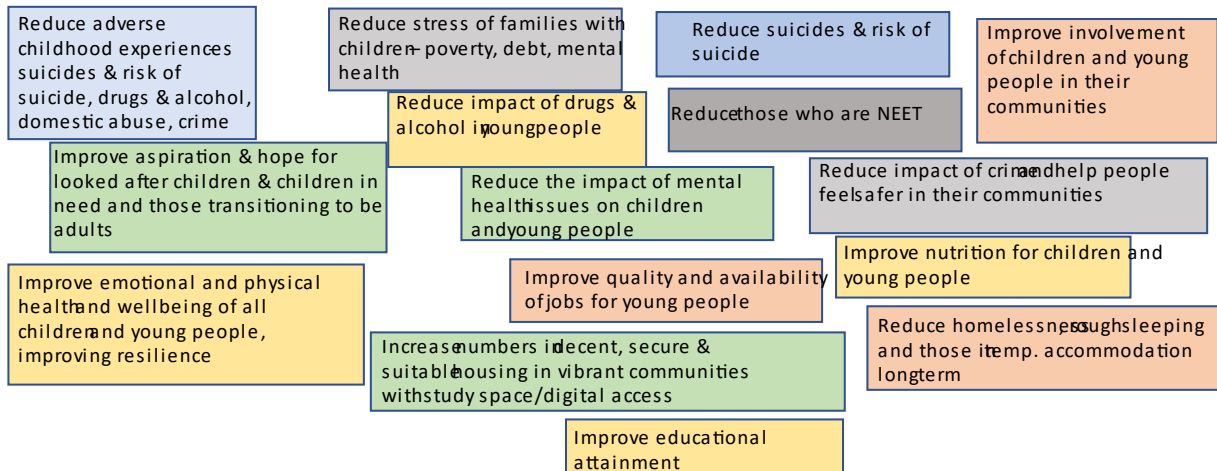 Reduce adverse
childhood experiences
suicides & risk of
suicide, drugs & alcohol,
domestic abuse, crime
Reduce stress of families with
children – poverty, debt, mental
health
Reduce suicides & risk of
suicide
Improve involvement
of children and young
people in their
communities
Reduce impact of drugs &
alcohol in young people
Reduce those who are NEET
Improve aspiration & hope for
looked after children & children in
need and those transitioning to be
adults
Reduce the impact of mental
health issues on children
and young people
Reduce impact of crime and help people
feel safer in their communities
Improve nutrition for children and
young people
Improve emotional and physical
health and wellbeing of all
children and young people,
improving resilience
Improve quality and availability
of jobs for young people
Reduce homelessness, rough sleeping
and those in temp. accommodation
long term
Increase numbers in decent, secure &
suitable housing in vibrant communities
with study space/digital access
Improve educational
attainment